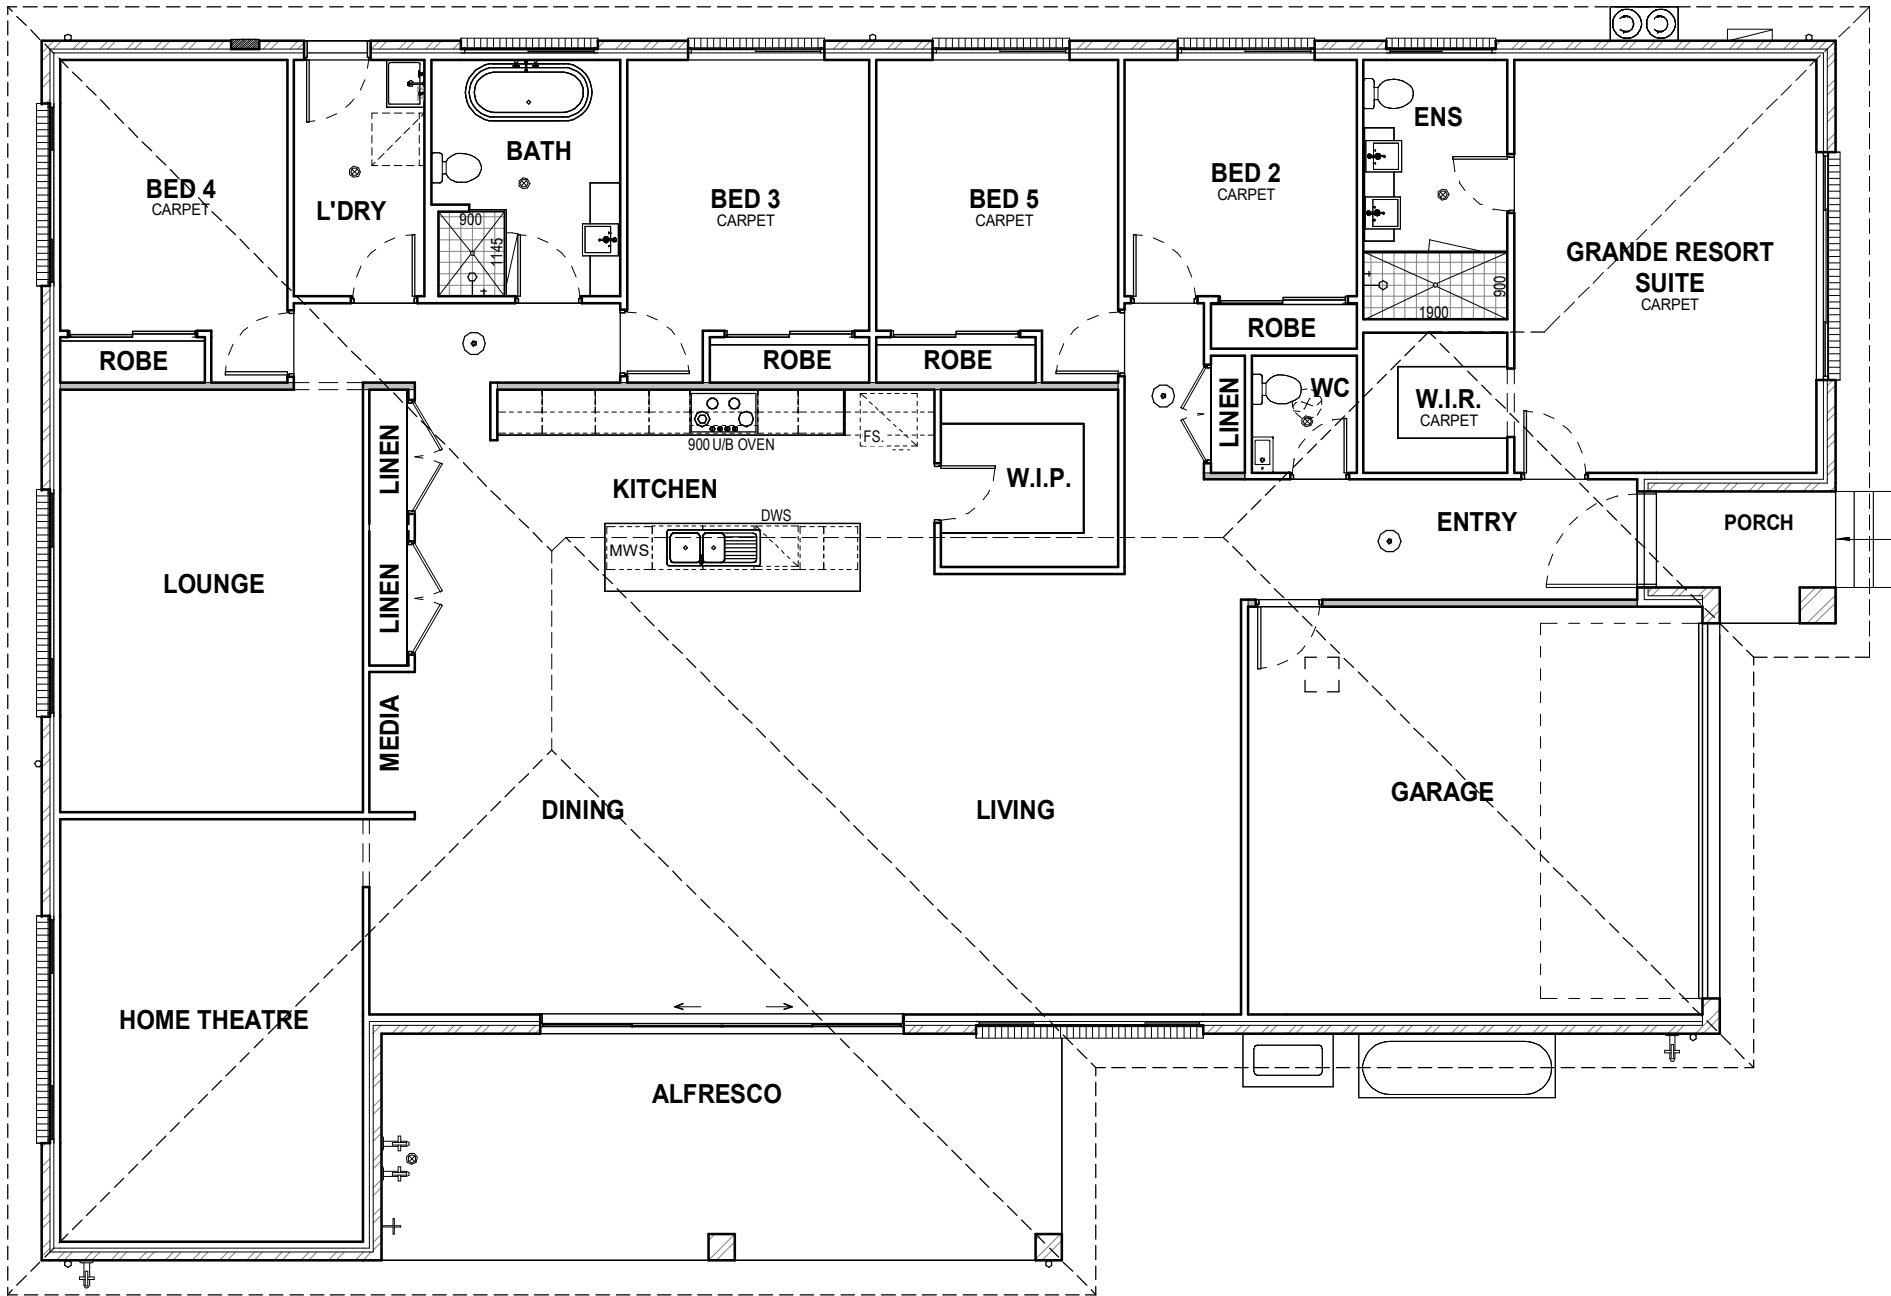 BED 4
CARPET
L'DRY
BATH
900
1145
BED 3
CARPET
BED 5
CARPET
BED 2
CARPET
ENS
900
1900
GRANDE RESORT
SUITE
CARPET
ROBE
ROBE
ROBE
ROBE
LINEN
WC
W.I.R.
CARPET
LOUNGE
LINEN
LINEN
MEDIA
900 U/B OVEN
FS.
KITCHEN
W.I.P.
DWS
MWS
ENTRY
PORCH
DINING
LIVING
GARAGE
HOME THEATRE
ALFRESCO